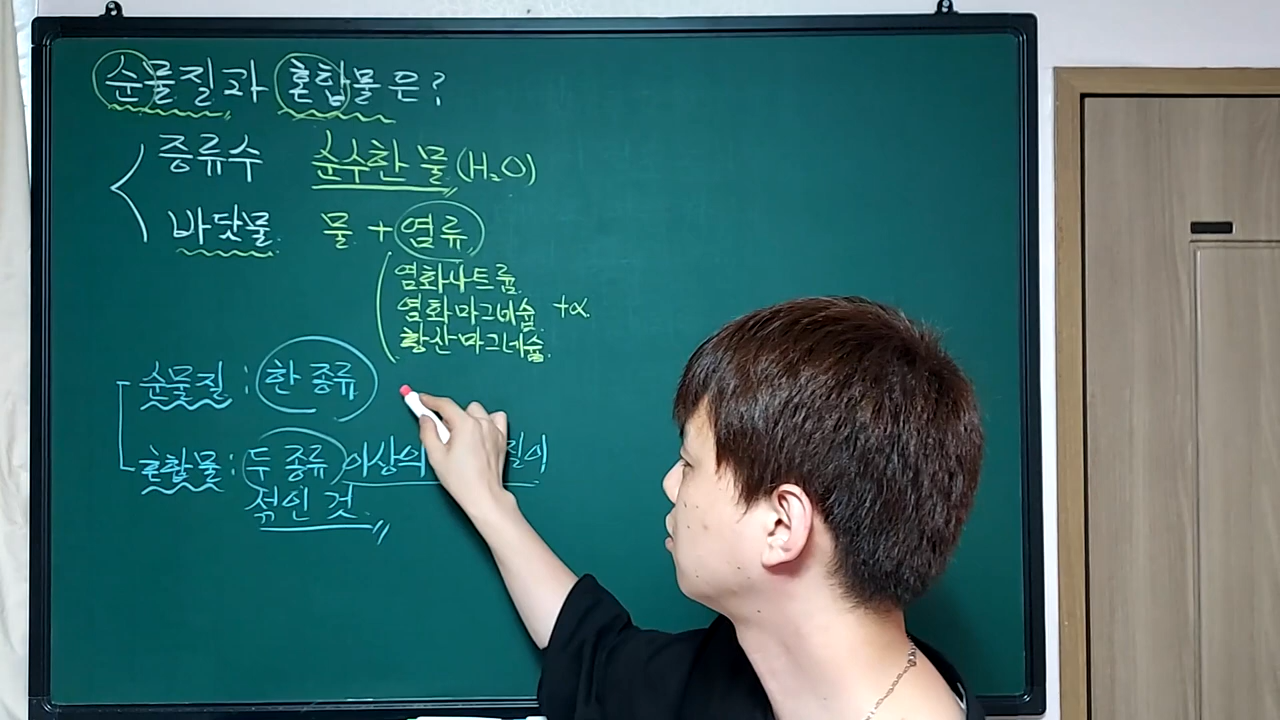 순물질과 혼합물은?
증류수 순수한 물 (H₂O)
바닷물 물 + 염류
염화나트륨
염화마그네슘 +α
황산마그네슘
순물질 : 한 종류
혼합물 : 두 종류 이상의 질이
섞인 것